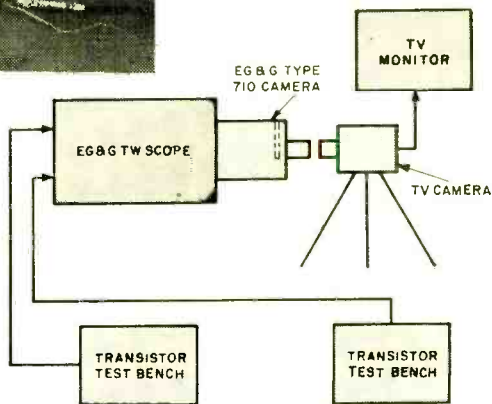 EG&G TYPE
710 CAMERA
TV
MONITOR
EG&G TW SCOPE
TV CAMERA
TRANSISTOR
TEST BENCH
TRANSISTOR
TEST BENCH